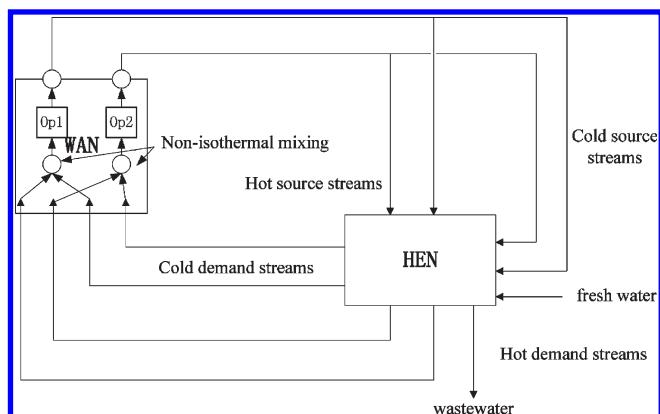 Op1
Op2
WAN
Non-isothermal mixing
Cold source
streams
Hot source streams
HEN
Cold demand streams
fresh water
Hot demand streams
wastewater